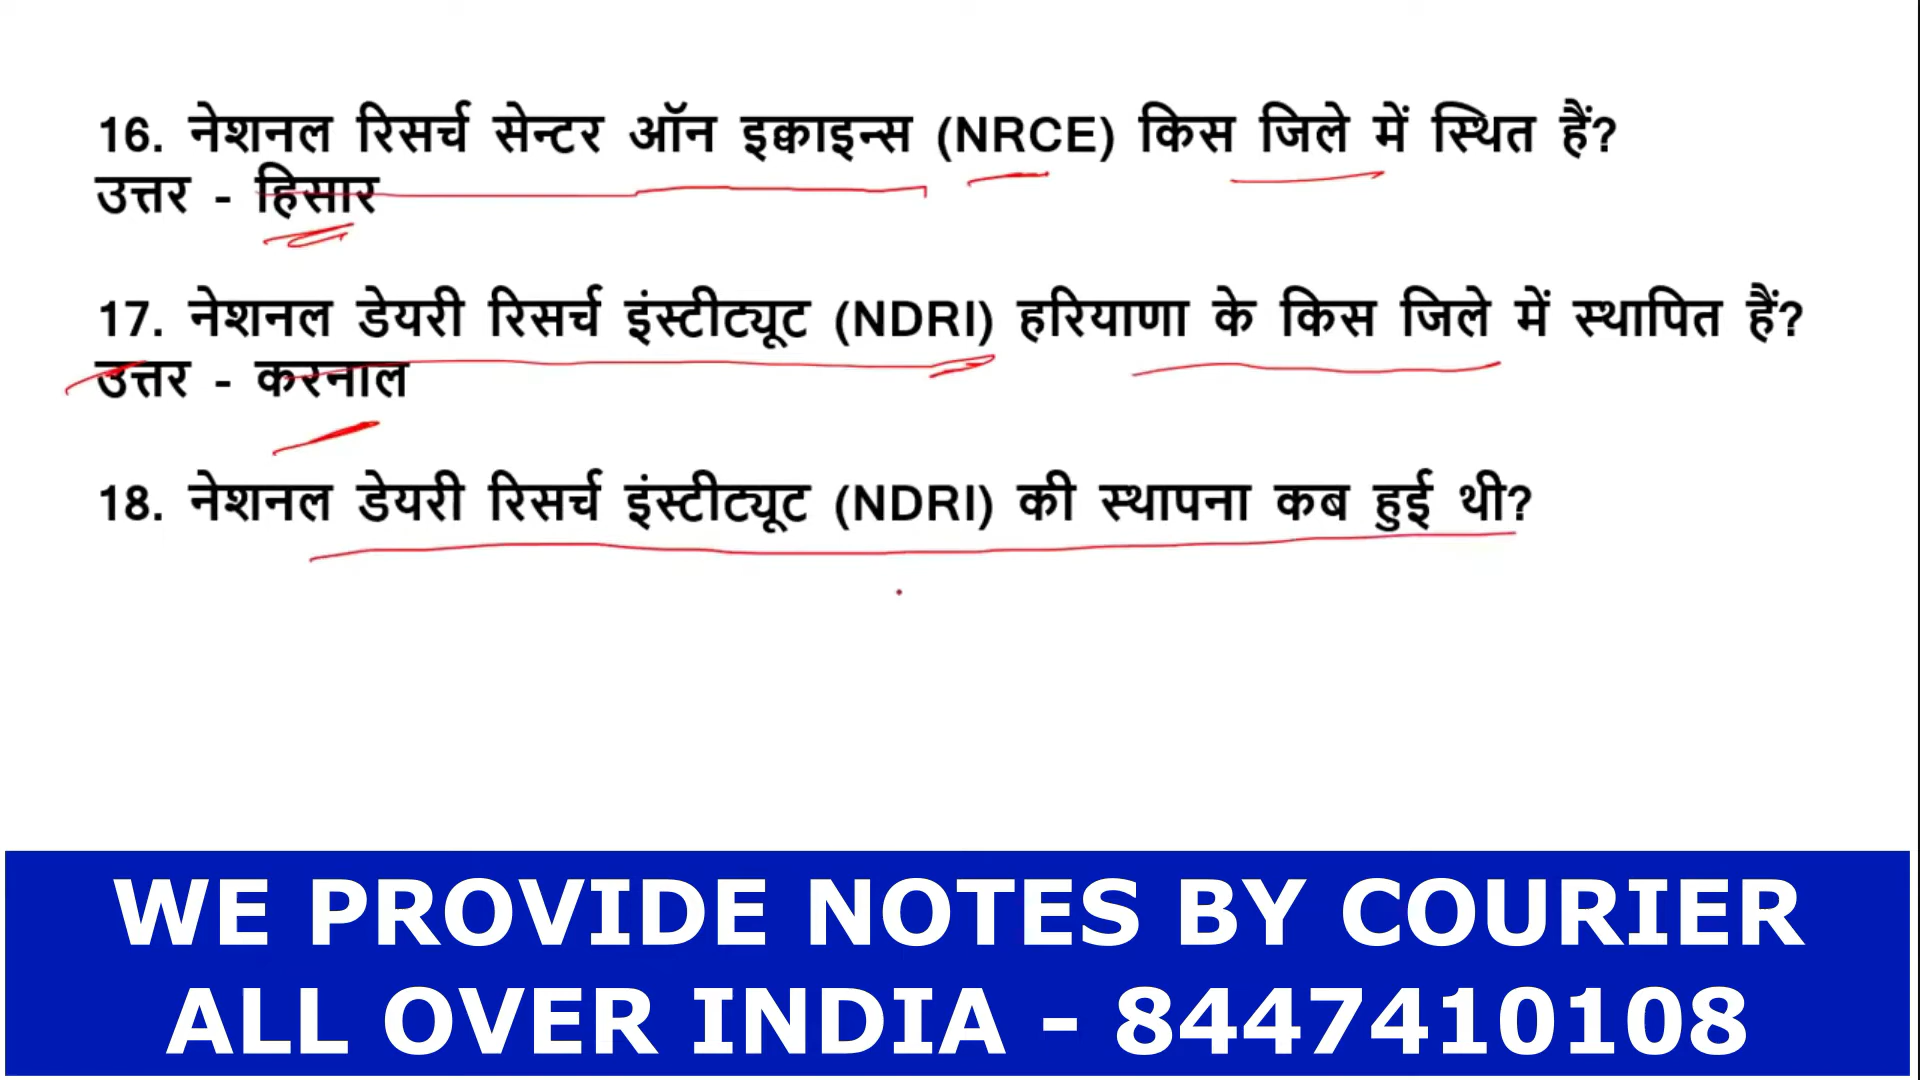 16. नेशनल रिसर्च सेन्टर ऑन इक्वाइन्स (NRCE) किस जिले में स्थित हैं?
उत्तर - हिसार
17. नेशनल डेयरी रिसर्च इंस्टीट्यूट (NDRI) हरियाणा के किस जिले में स्थापित हैं?
उत्तर - करनाल
18. नेशनल डेयरी रिसर्च इंस्टीट्यूट (NDRI) की स्थापना कब हुई थी?
WE PROVIDE NOTES BY COURIER
ALL OVER INDIA - 8447410108